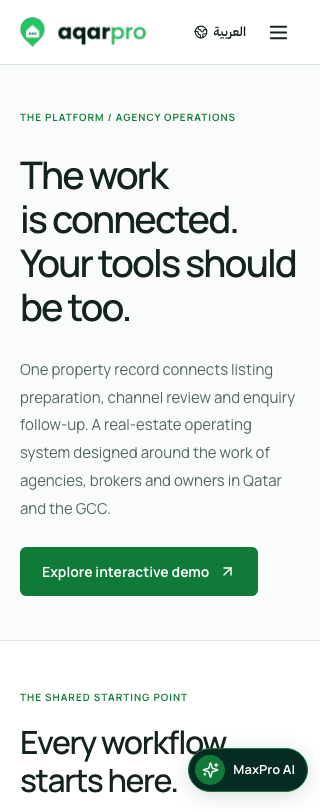 aqarpro
العربية
THE PLATFORM / AGENCY OPERATIONS
The work
is connected.
Your tools should
be too.
One property record connects listing
preparation, channel review and enquiry
follow-up. A real-estate operating
system designed around the work of
agencies, brokers and owners in Qatar
and the GCC.
Explore interactive demo
THE SHARED STARTING POINT
Every workflow
starts here.
MaxPro AI